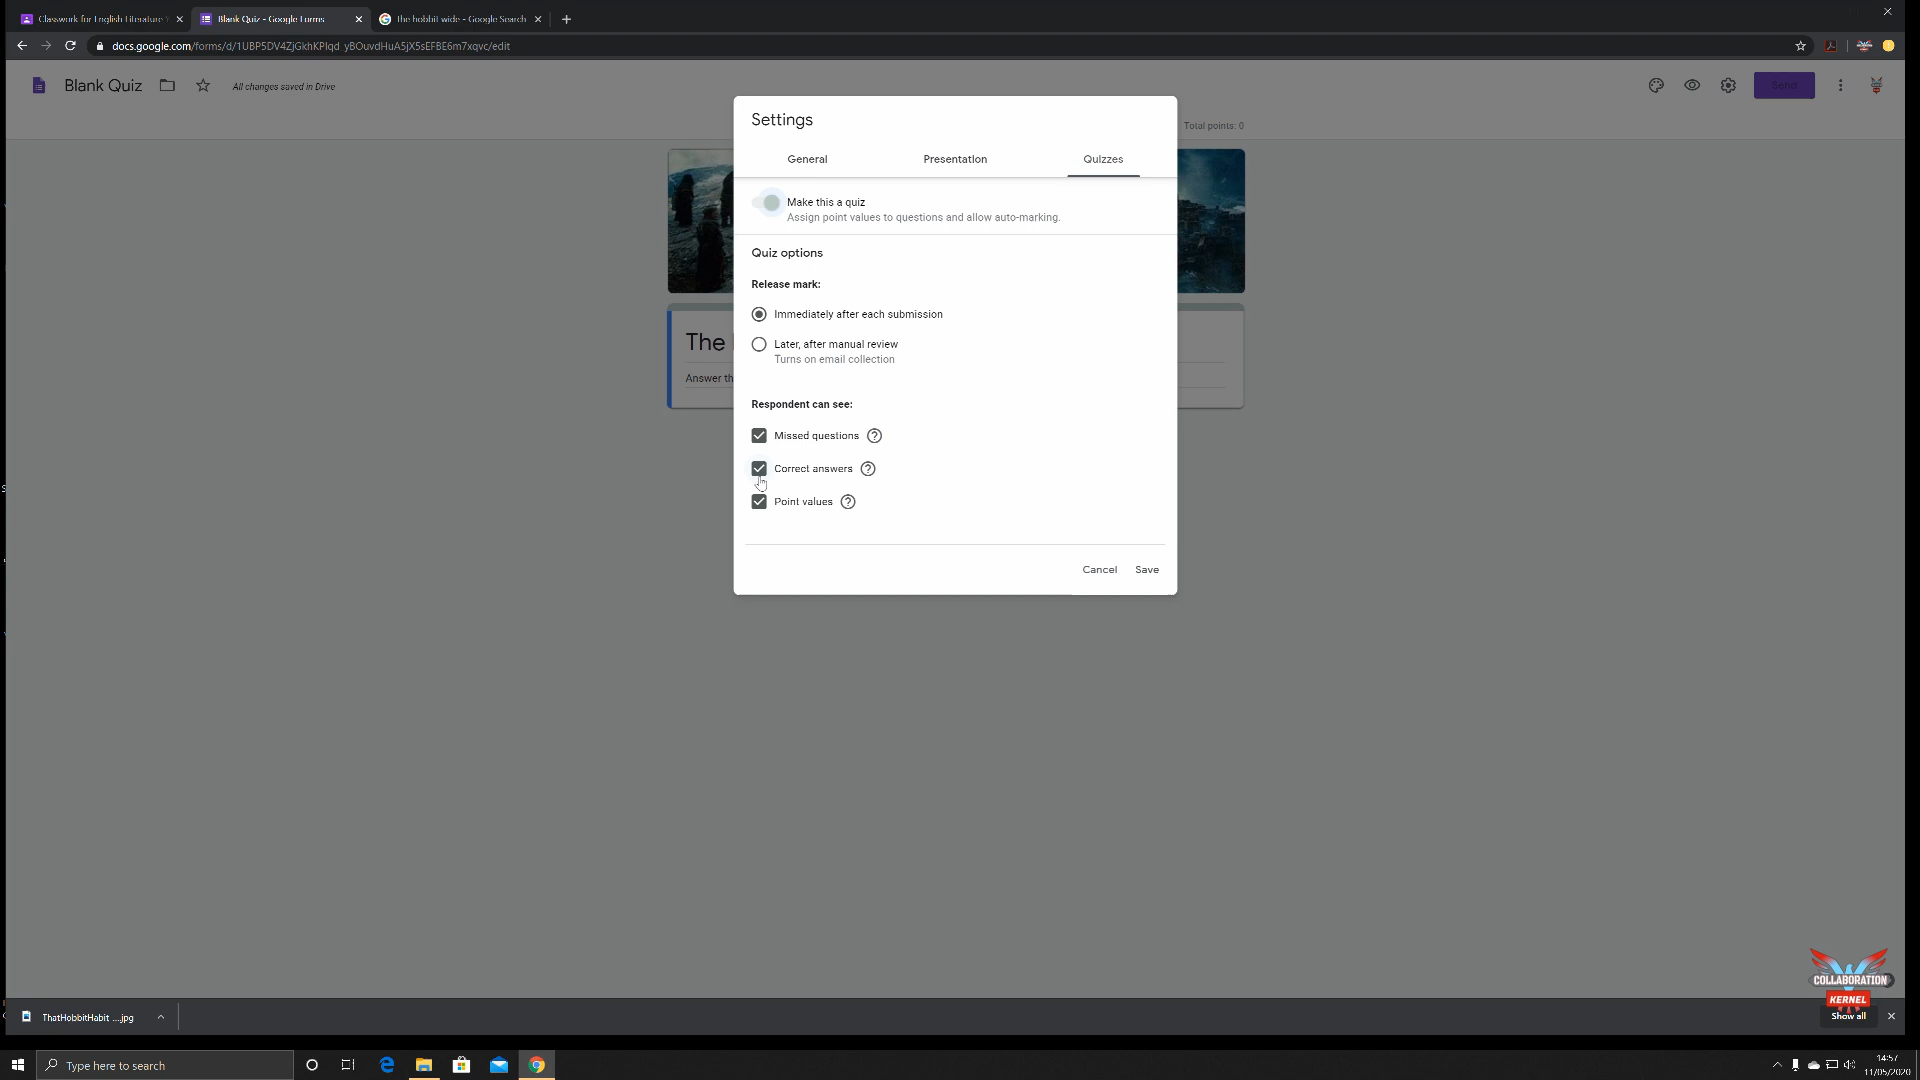 Classwork for English Literature
Blank Quiz - Google Forms
the hobbit wide - Google Search
docs.google.com/forms/d/1UBP5DV4ZjGkhKPlqd_yBOuvdHuA5jX5sEFBE6m7xqvc/edit
Blank Quiz
All changes saved in Drive
Send
Total points: 0
Settings
General
Presentation
Quizzes
Make this a quiz
Assign point values to questions and allow auto-marking.
Quiz options
Release mark:
Immediately after each submission
Later, after manual review
Turns on email collection
The
Answer th
Respondent can see:
Missed questions
Correct answers
Point values
Cancel
Save
COLLABORATION
KERNEL
ThatHobbitHabit ....jpg
Show all
Type here to search
14:57
11/05/2020